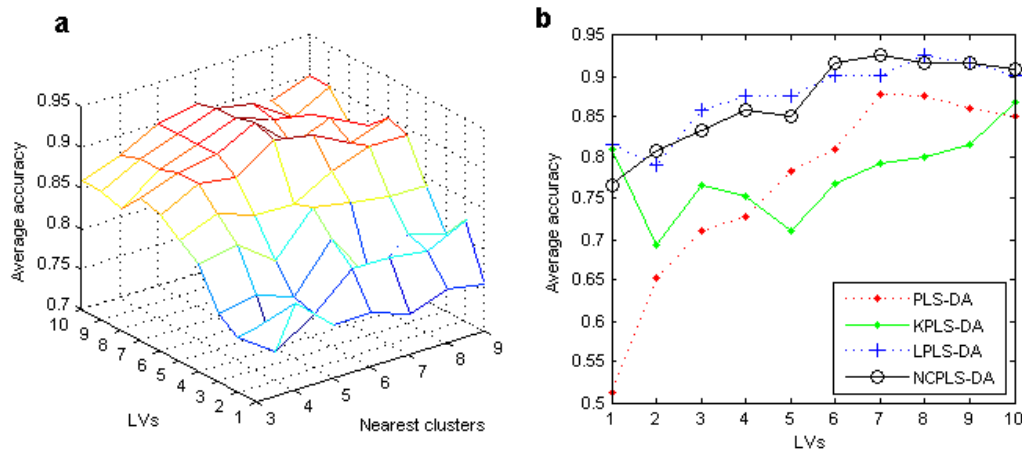 a
Average accuracy
0.95
0.9
0.85
0.8
0.75
0.7
10 9 8 7 6 5 4 3 2 1
LVs
3 4 5 6 7 8 9
Nearest clusters
b
Average accuracy
0.95
0.9
0.85
0.8
0.75
0.7
0.65
0.6
0.55
0.5
1 2 3 4 5 6 7 8 9 10
LVs
PLS-DA
KPLS-DA
LPLS-DA
NCPLS-DA